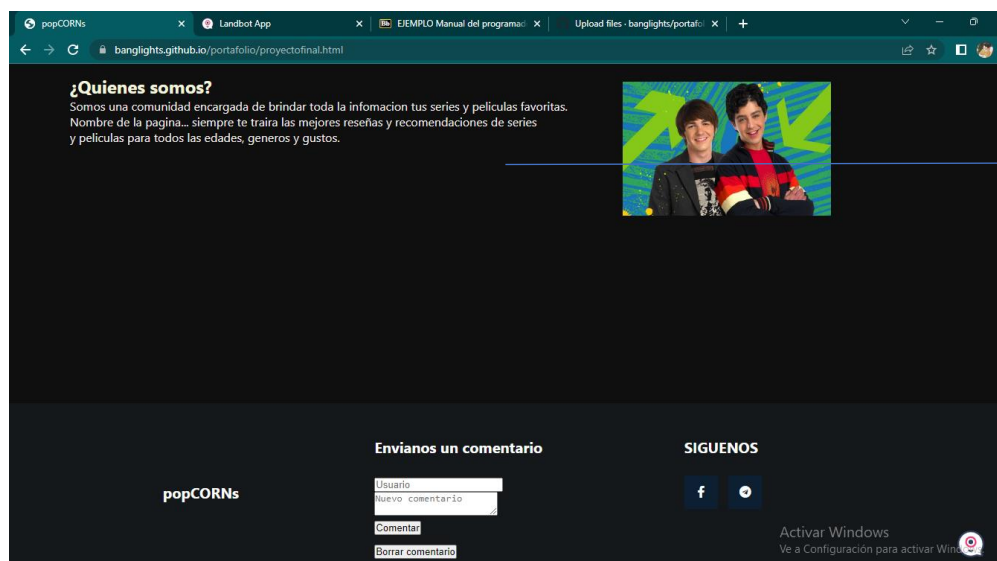 popCORNs
Landbot App
EJEMPLO Manual del programad
Upload files · banglights/portafol
banglights.github.io/portafolio/proyectofinal.html
¿Quienes somos?
Somos una comunidad encargada de brindar toda la infomacion tus series y peliculas favoritas.
Nombre de la pagina... siempre te traira las mejores reseñas y recomendaciones de series
y peliculas para todos las edades, generos y gustos.
popCORNs
Envianos un comentario
Usuario
Nuevo comentario
Comentar
Borrar comentario
SIGUENOS
Activar Windows
Ve a Configuración para activar Win